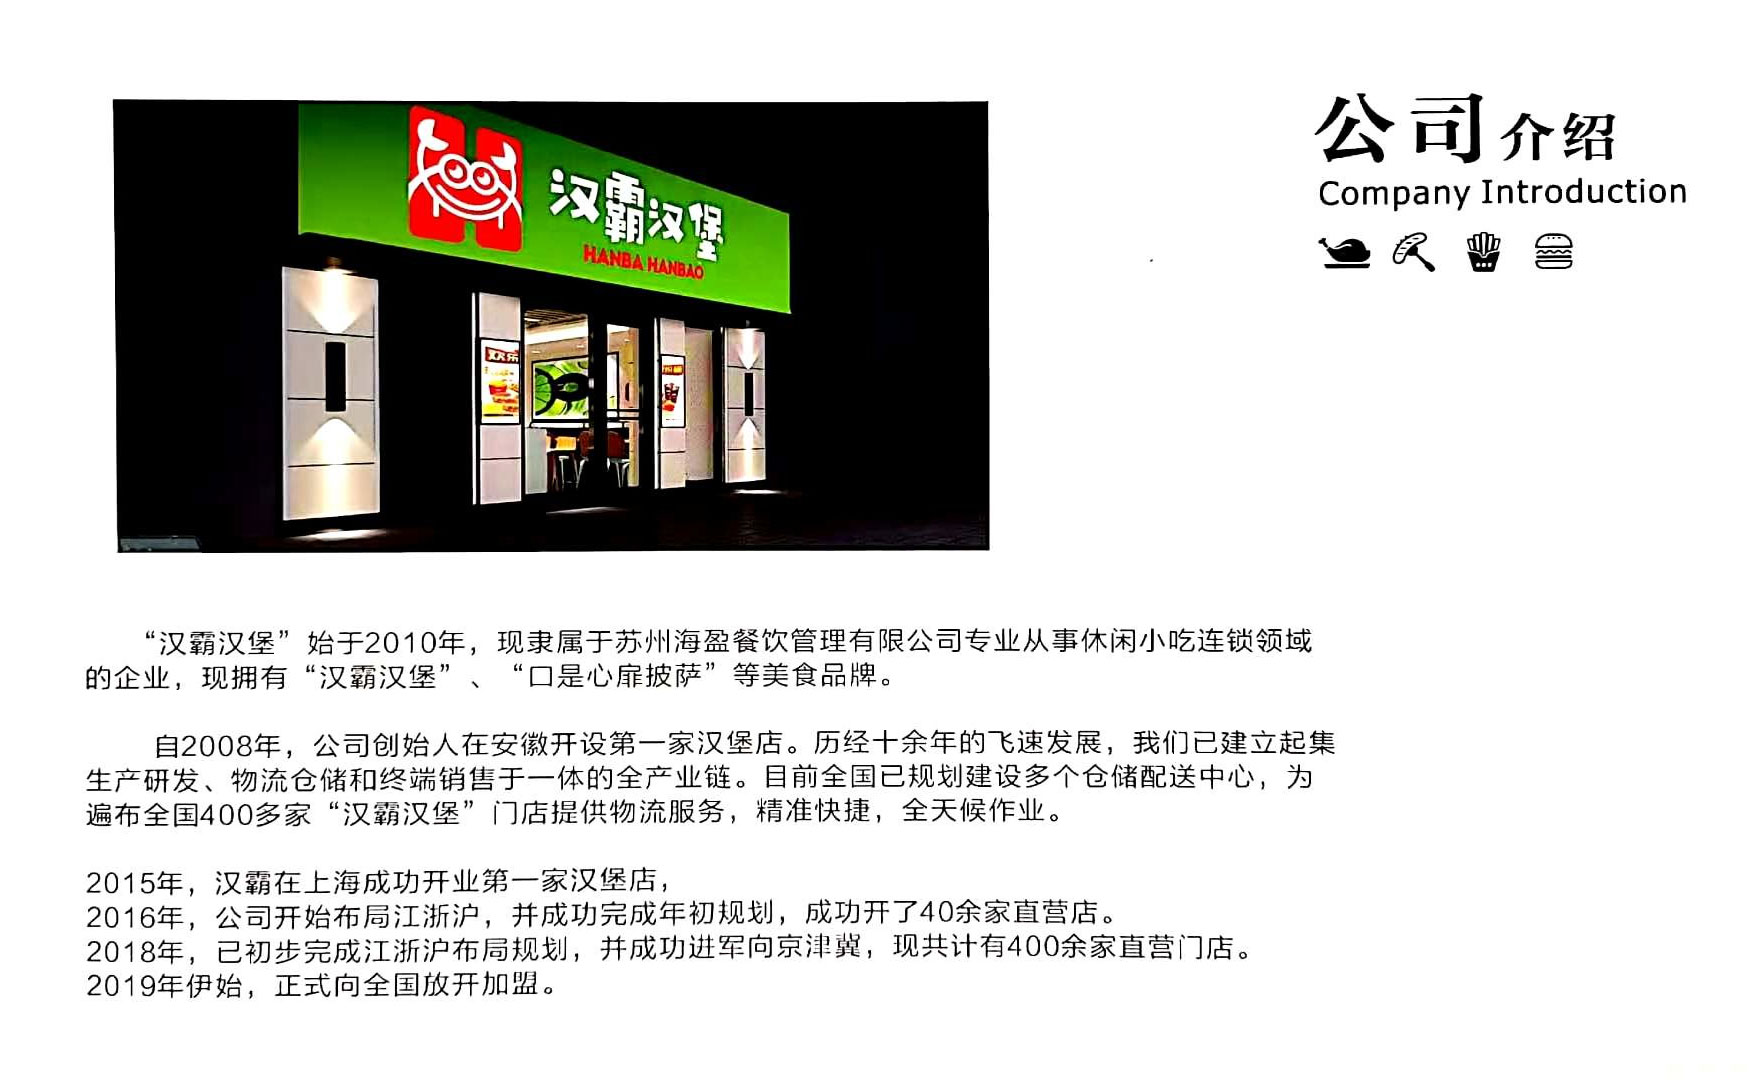 公司介绍
Company Introduction
汉霸汉堡
HANBA HANBAO
欢乐
“汉霸汉堡”始于2010年，现隶属于苏州海盈餐饮管理有限公司专业从事休闲小吃连锁领域
的企业，现拥有“汉霸汉堡”、“口是心扉披萨”等美食品牌。
自2008年，公司创始人在安徽开设第一家汉堡店。历经十余年的飞速发展，我们已建立起集
生产研发、物流仓储和终端销售于一体的全产业链。目前全国已规划建设多个仓储配送中心，为
遍布全国400多家“汉霸汉堡”门店提供物流服务，精准快捷，全天候作业。
2015年，汉霸在上海成功开业第一家汉堡店，
2016年，公司开始布局江浙沪，并成功完成年初规划，成功开了40余家直营店。
2018年，已初步完成江浙沪布局规划，并成功进军向京津冀，现共计有400余家直营门店。
2019年伊始，正式向全国放开加盟。